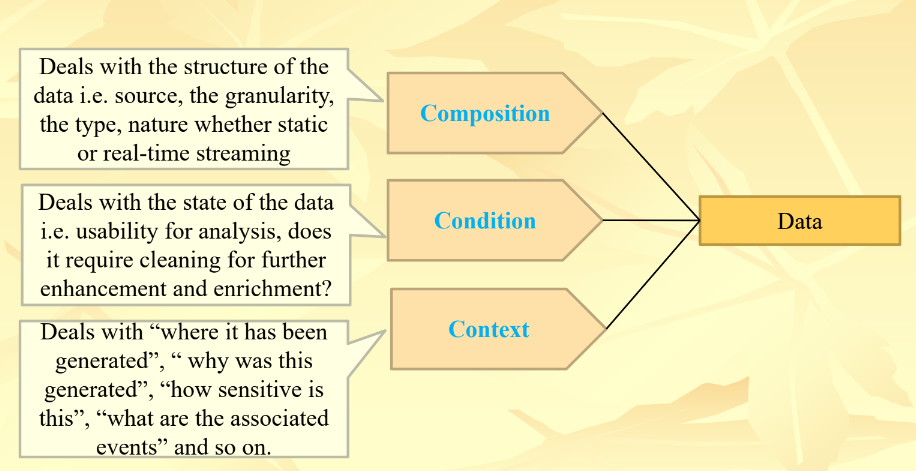 Deals with the structure of the
data i.e. source, the granularity,
the type, nature whether static
or real-time streaming
Composition
Deals with the state of the data
i.e. usability for analysis, does
it require cleaning for further
enhancement and enrichment?
Condition
Data
Deals with “where it has been
generated”, “ why was this
generated”, “how sensitive is
this”, “what are the associated
events” and so on.
Context